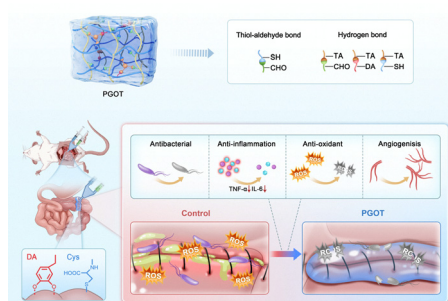 Thiol-aldehyde bond
Hydrogen bond
SH
CHO
TA TA TA
CHO DA SH
PGOT
Antibacterial
Anti-inflammation
Anti-oxidant
Angiogenisis
ROS
ROS
ROS
TNF-α↓ IL-6↓
Control
PGOT
DA
Cys
HOOC
ROS
ROS
ROS
ROS